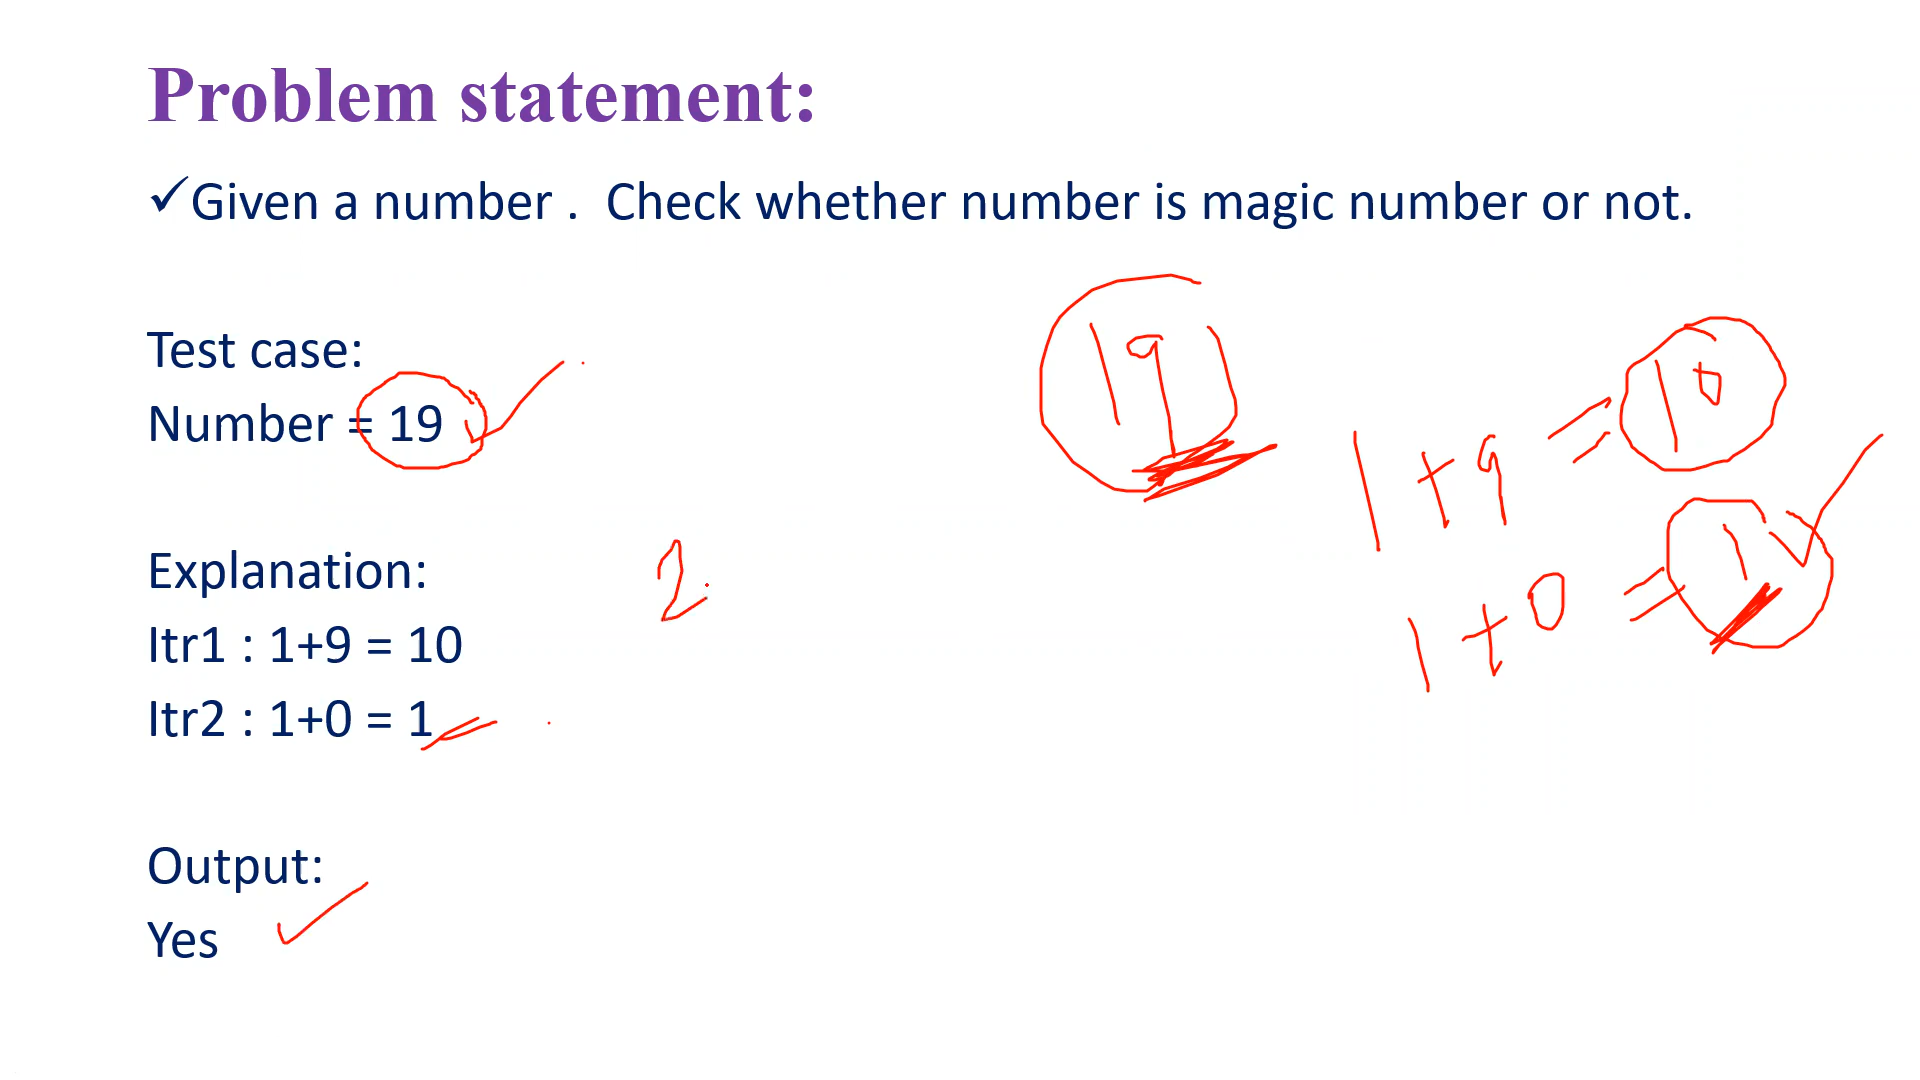 Problem statement:
✓Given a number . Check whether number is magic number or not.
Test case:
Number = 19
19
1+9 = 10
1+0 = 1
Explanation:
2
Itr1 : 1+9 = 10
Itr2 : 1+0 = 1
Output:
Yes